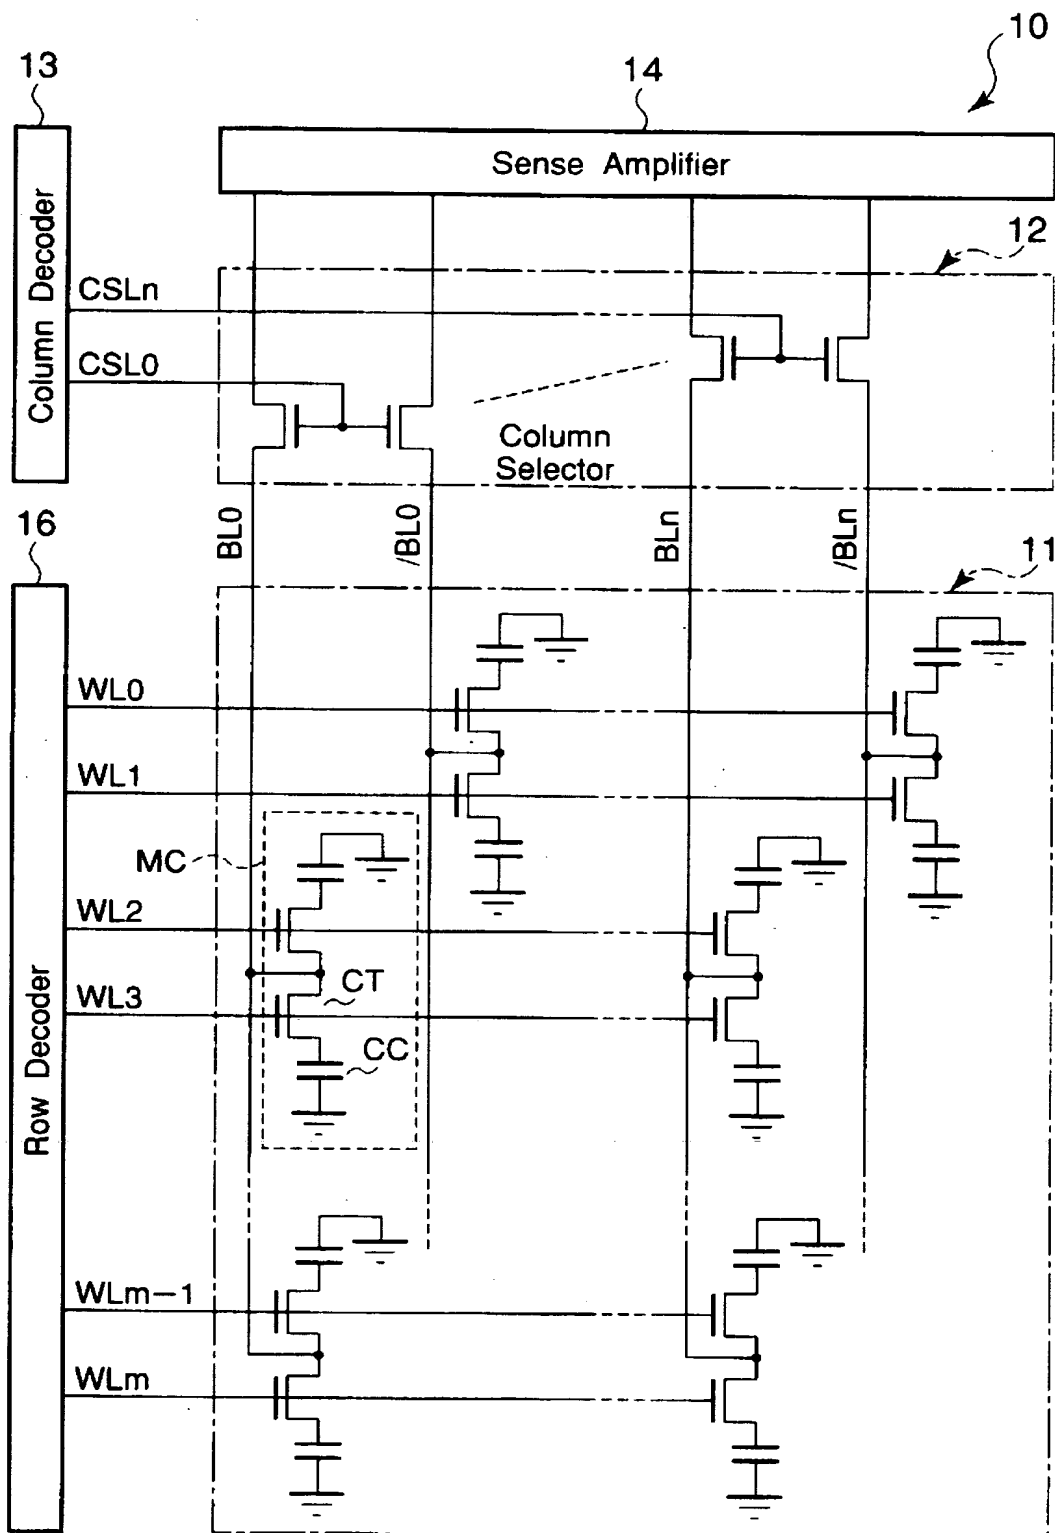 10
13
14
Sense Amplifier
Column Decoder
12
CSLn
CSL0
Column
Selector
16
BL0
/BL0
BLn
/BLn
11
Row Decoder
WL0
WL1
MC
WL2
WL3
CT
CC
WLm-1
WLm